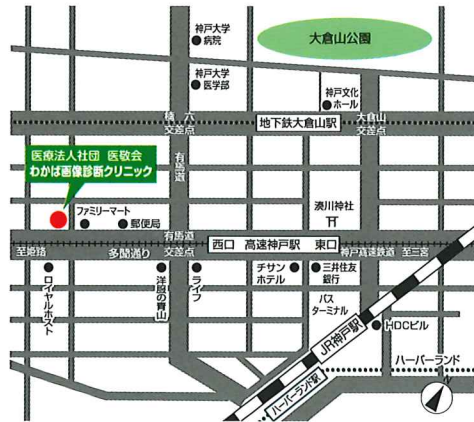 神戸大学
病院
大倉山公園
神戸大学
医学部
神戸文化
ホール
楠 六
交差点
地下鉄大倉山駅
大倉山
交差点
医療法人社団 医敬会
わかば画像診断クリニック
有馬道
湊川神社
ファミリーマート
郵便局
有馬道
交差点
西口 高速神戸駅 東口
神戸高速鉄道
至三宮
至姫路
多聞通り
ロイヤルホスト
洋服の青山
ライフ
チサン
ホテル
三井住友
銀行
バス
ターミナル
JR神戸駅
HDCビル
ハーバーランド
ハーバーランド駅
N